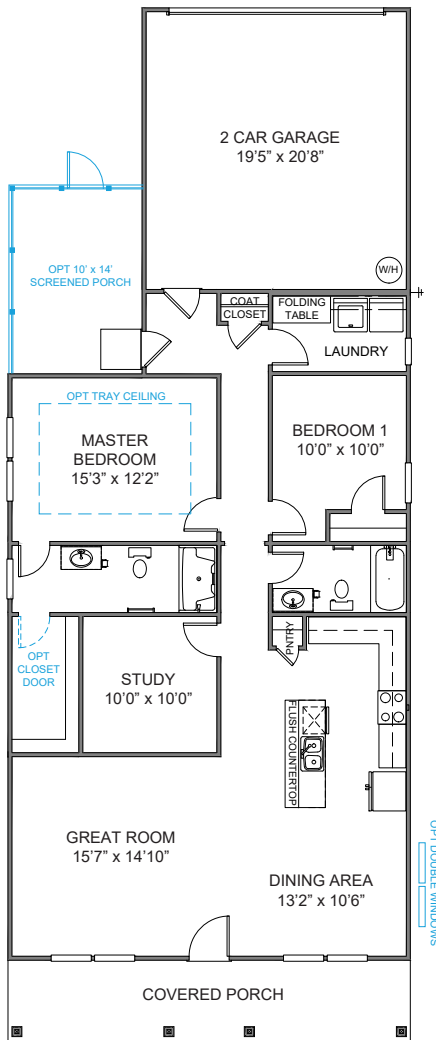 2 CAR GARAGE
19'5" x 20'8"
W/H
OPT 10' x 14'
SCREENED PORCH
COAT
CLOSET
FOLDING
TABLE
LAUNDRY
OPT TRAY CEILING
MASTER
BEDROOM
15'3" x 12'2"
BEDROOM 1
10'0" x 10'0"
OPT
CLOSET
DOOR
STUDY
10'0" x 10'0"
PNTRY
FLUSH COUNTERTOP
GREAT ROOM
15'7" x 14'10"
DINING AREA
13'2" x 10'6"
OPT DOUBLE WINDOWS
COVERED PORCH